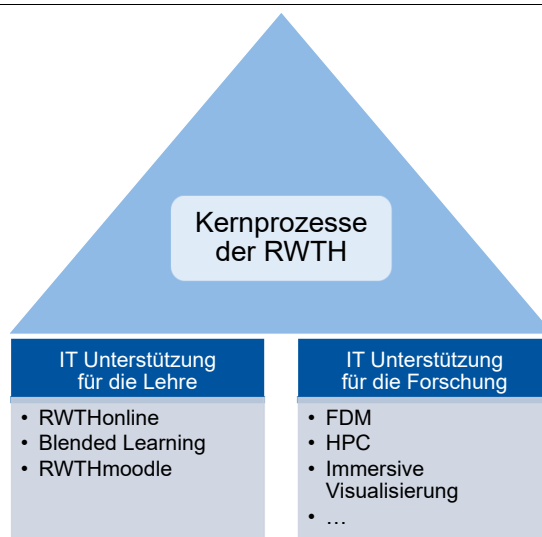 Kernprozesse
der RWTH
IT Unterstützung
für die Lehre
• RWTHonline
• Blended Learning
• RWTHmoodle
IT Unterstützung
für die Forschung
• FDM
• HPC
• Immersive
Visualisierung
• …